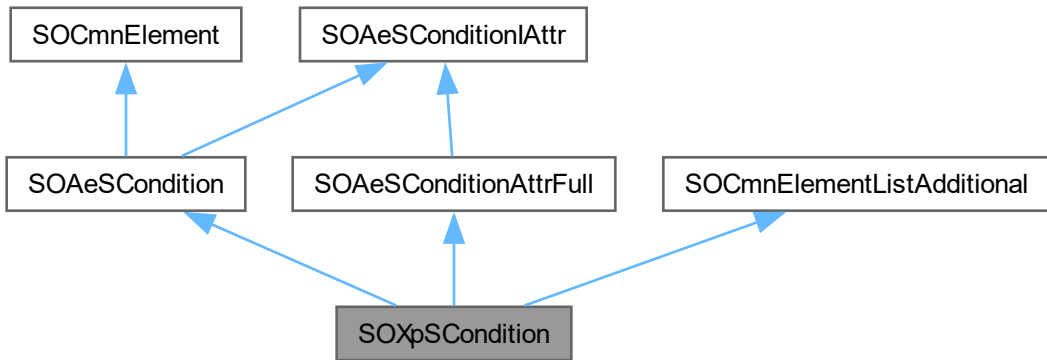 SOCmnElement
SOAeSConditionIAttr
SOAeSCondition
SOAeSConditionAttrFull
SOCmnElementListAdditional
SOXpSCondition